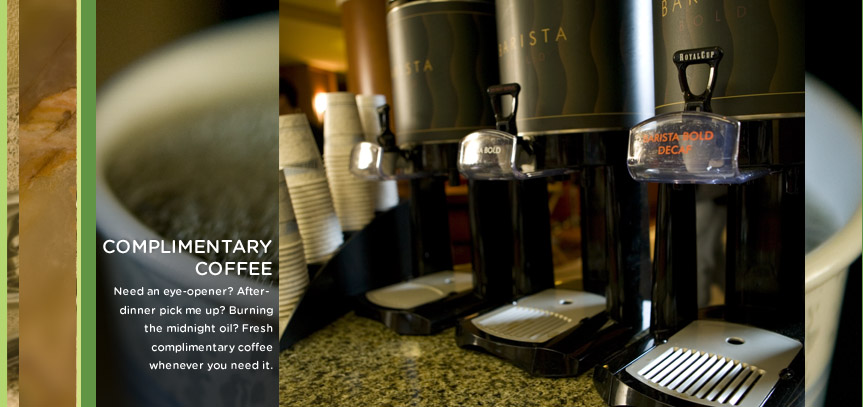 COMPLIMENTARY
COFFEE
Need an eye-opener? After-
dinner pick me up? Burning
the midnight oil? Fresh
complimentary coffee
whenever you need it.
BARISTA
ROYALCUP
BOLD
BARISTA BOLD
DECAF